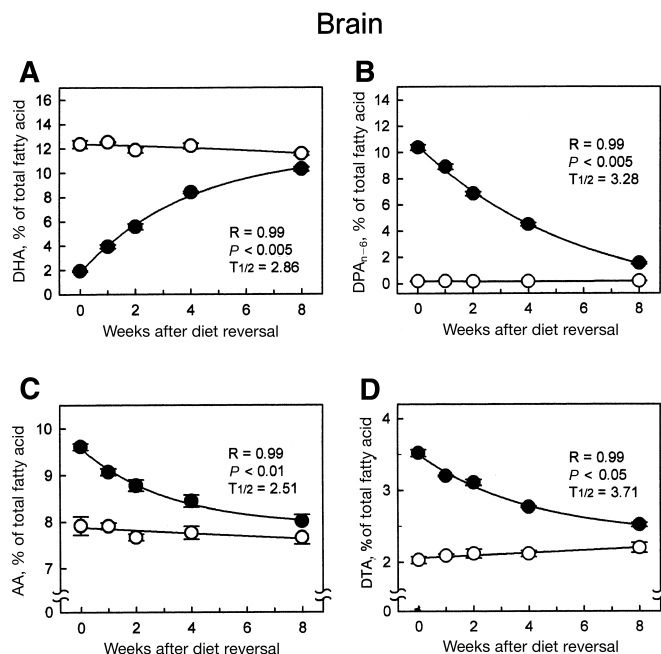 Brain
A
DHA, % of total fatty acid
16
14
12
10
8
6
4
2
0
R = 0.99
P < 0.005
T1/2 = 2.86
0 2 4 6 8
Weeks after diet reversal
B
DPAn−6, % of total fatty acid
14
12
10
8
6
4
2
0
R = 0.99
P < 0.005
T1/2 = 3.28
0 2 4 6 8
Weeks after diet reversal
C
AA, % of total fatty acid
10
9
8
7
0
R = 0.99
P < 0.01
T1/2 = 2.51
0 2 4 6 8
Weeks after diet reversal
D
DTA, % of total fatty acid
4
3
2
0
R = 0.99
P < 0.05
T1/2 = 3.71
0 2 4 6 8
Weeks after diet reversal